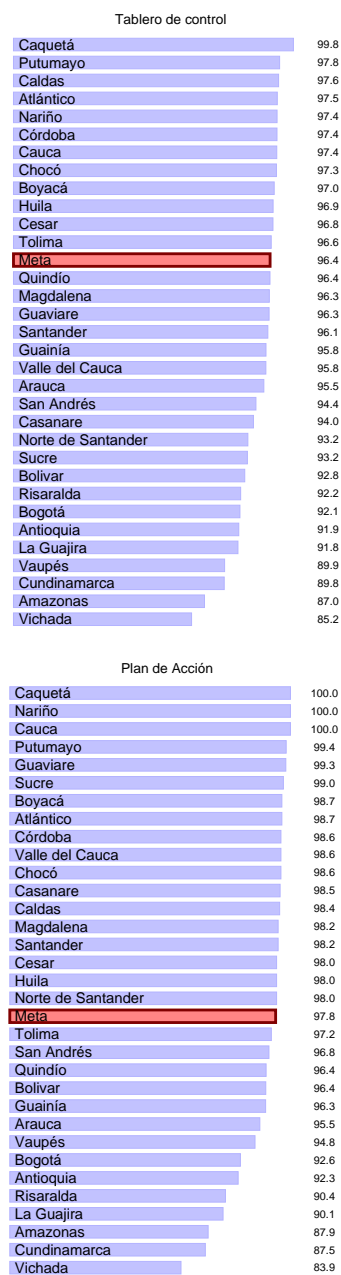 Tablero de control
Caquetá 99.8
Putumayo 97.8
Caldas 97.6
Atlántico 97.5
Nariño 97.4
Córdoba 97.4
Cauca 97.4
Chocó 97.3
Boyacá 97.0
Huila 96.9
Cesar 96.8
Tolima 96.6
Meta 96.4
Quindío 96.4
Magdalena 96.3
Guaviare 96.3
Santander 96.1
Guainía 95.8
Valle del Cauca 95.8
Arauca 95.5
San Andrés 94.4
Casanare 94.0
Norte de Santander 93.2
Sucre 93.2
Bolivar 92.8
Risaralda 92.2
Bogotá 92.1
Antioquia 91.9
La Guajira 91.8
Vaupés 89.9
Cundinamarca 89.8
Amazonas 87.0
Vichada 85.2
Plan de Acción
Caquetá 100.0
Nariño 100.0
Cauca 100.0
Putumayo 99.4
Guaviare 99.3
Sucre 99.0
Boyacá 98.7
Atlántico 98.7
Córdoba 98.6
Valle del Cauca 98.6
Chocó 98.6
Casanare 98.5
Caldas 98.4
Magdalena 98.2
Santander 98.2
Cesar 98.0
Huila 98.0
Norte de Santander 98.0
Meta 97.8
Tolima 97.2
San Andrés 96.8
Quindío 96.4
Bolivar 96.4
Guainía 96.3
Arauca 95.5
Vaupés 94.8
Bogotá 92.6
Antioquia 92.3
Risaralda 90.4
La Guajira 90.1
Amazonas 87.9
Cundinamarca 87.5
Vichada 83.9